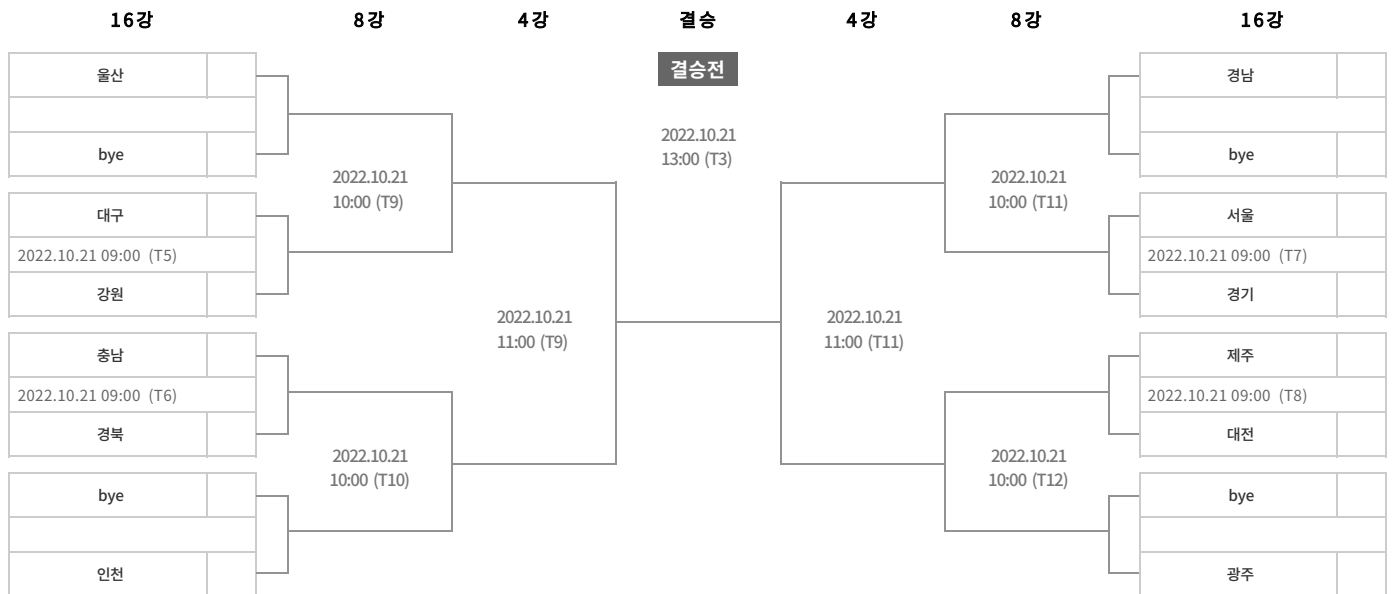 16강 8강 4강 결승 4강 8강 16강
결승전
울산
bye
대구
2022.10.21 09:00 (T5)
강원
충남
2022.10.21 09:00 (T6)
경북
bye
인천
2022.10.21
10:00 (T9)
2022.10.21
10:00 (T10)
2022.10.21
11:00 (T9)
2022.10.21
13:00 (T3)
2022.10.21
11:00 (T11)
2022.10.21
10:00 (T11)
2022.10.21
10:00 (T12)
경남
bye
서울
2022.10.21 09:00 (T7)
경기
제주
2022.10.21 09:00 (T8)
대전
bye
광주